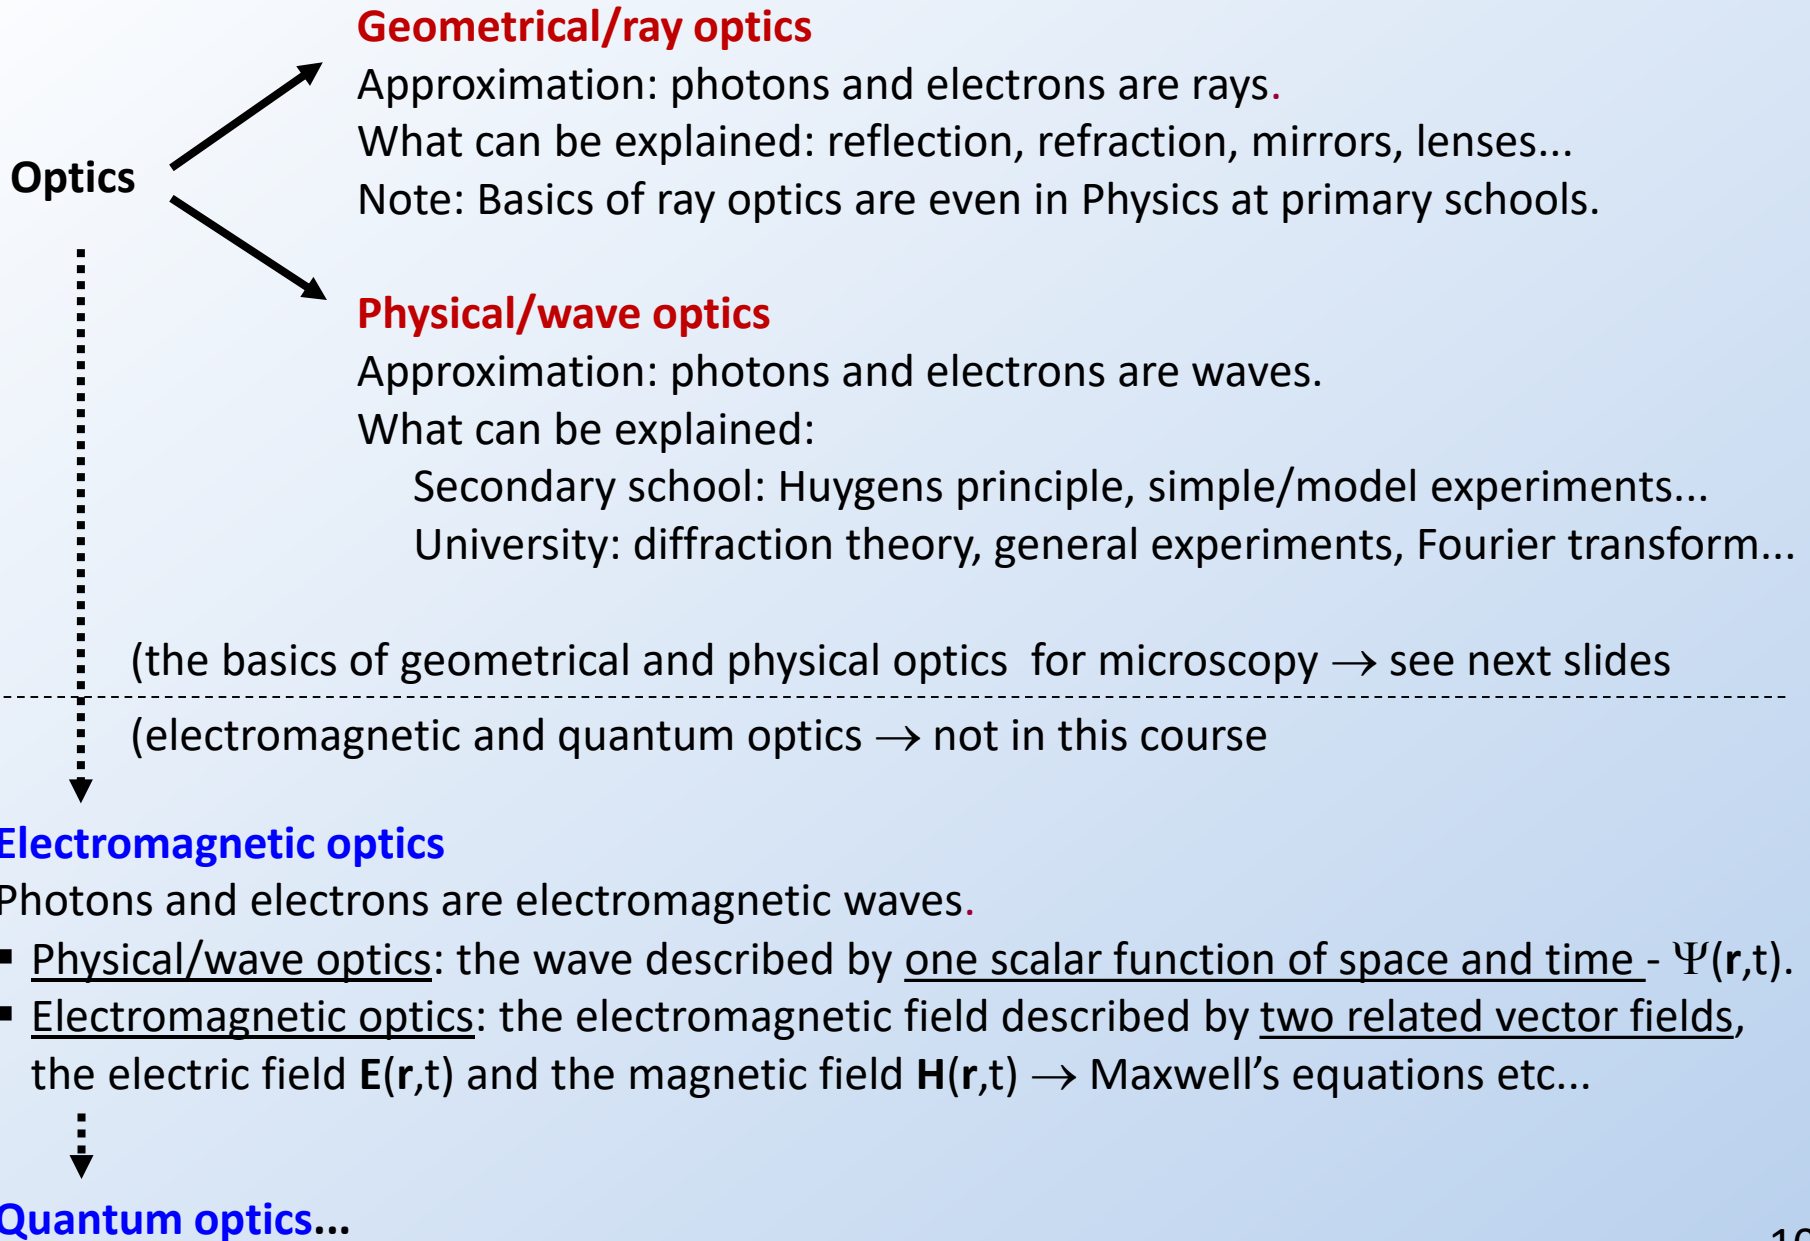 Geometrical/ray optics
Approximation: photons and electrons are rays.
What can be explained: reflection, refraction, mirrors, lenses...
Optics
Note: Basics of ray optics are even in Physics at primary schools.
Physical/wave optics
Approximation: photons and electrons are waves.
What can be explained:
Secondary school: Huygens principle, simple/model experiments...
University: diffraction theory, general experiments, Fourier transform...
(the basics of geometrical and physical optics for microscopy → see next slides
(electromagnetic and quantum optics → not in this course
Electromagnetic optics
Photons and electrons are electromagnetic waves.
▪ Physical/wave optics: the wave described by one scalar function of space and time - Ψ(r,t).
▪ Electromagnetic optics: the electromagnetic field described by two related vector fields,
the electric field E(r,t) and the magnetic field H(r,t) → Maxwell’s equations etc...
Quantum optics...